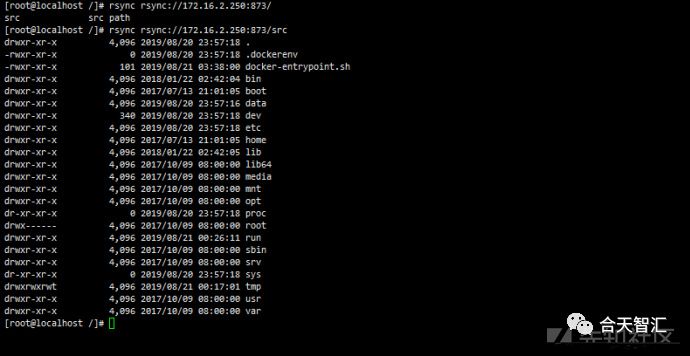 [root@localhost /]# rsync rsync://172.16.2.250:873/
src            src path
[root@localhost /]# rsync rsync://172.16.2.250:873/src
drwxr-xr-x          4,096 2019/08/20 23:57:18 .
-rwxr-xr-x              0 2019/08/20 23:57:18 .dockerenv
-rwxr-xr-x            101 2019/08/21 03:38:00 docker-entrypoint.sh
drwxr-xr-x          4,096 2018/01/22 02:42:04 bin
drwxr-xr-x          4,096 2017/07/13 21:01:05 boot
drwxr-xr-x          4,096 2019/08/20 23:57:16 data
drwxr-xr-x            340 2019/08/20 23:57:18 dev
drwxr-xr-x          4,096 2019/08/20 23:57:18 etc
drwxr-xr-x          4,096 2017/07/13 21:01:05 home
drwxr-xr-x          4,096 2018/01/22 02:42:05 lib
drwxr-xr-x          4,096 2017/10/09 08:00:00 lib64
drwxr-xr-x          4,096 2017/10/09 08:00:00 media
drwxr-xr-x          4,096 2017/10/09 08:00:00 mnt
drwxr-xr-x          4,096 2017/10/09 08:00:00 opt
dr-xr-xr-x              0 2019/08/20 23:57:18 proc
drwx------          4,096 2017/10/09 08:00:00 root
drwxr-xr-x          4,096 2019/08/21 00:26:11 run
drwxr-xr-x          4,096 2017/10/09 08:00:00 sbin
drwxr-xr-x          4,096 2017/10/09 08:00:00 srv
dr-xr-xr-x              0 2019/08/20 23:57:18 sys
drwxrwxrwt          4,096 2019/08/21 00:17:01 tmp
drwxr-xr-x          4,096 2017/10/09 08:00:00 usr
drwxr-xr-x          4,096 2017/10/09 08:00:00 var
[root@localhost /]#
合天智汇